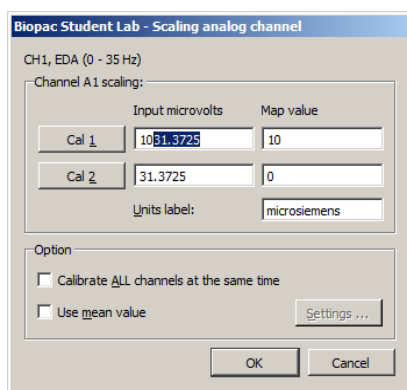 Biopac Student Lab - Scaling analog channel
CH1, EDA (0 - 35 Hz)
Channel A1 scaling:
Input microvolts Map value
Cal 1 1031.3725 10
Cal 2 31.3725 0
Units label: microsiemens
Option
Calibrate ALL channels at the same time
Use mean value Settings ...
OK Cancel